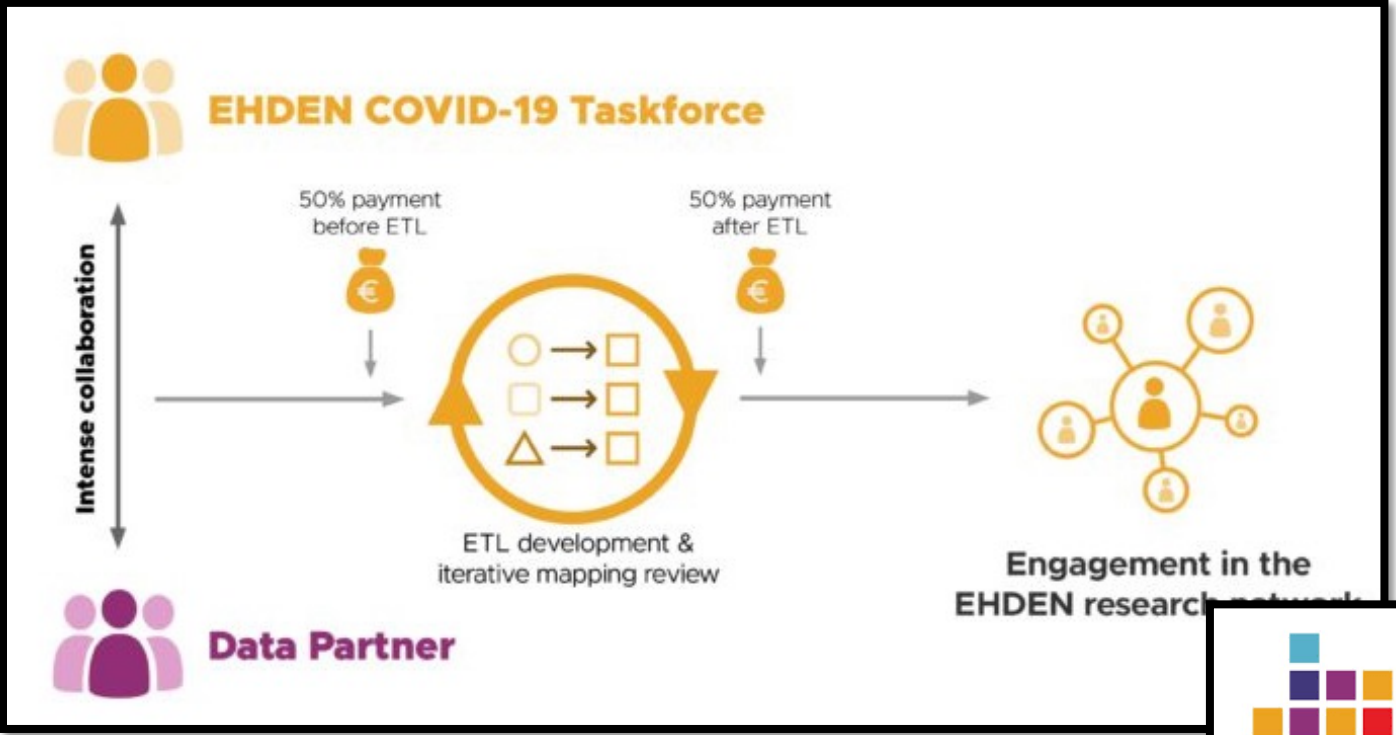 EHDEN COVID-19 Taskforce
50% payment
before ETL
50% payment
after ETL
€
€
Intense collaboration
ETL development &
iterative mapping review
Engagement in the
EHDEN research network
Data Partner